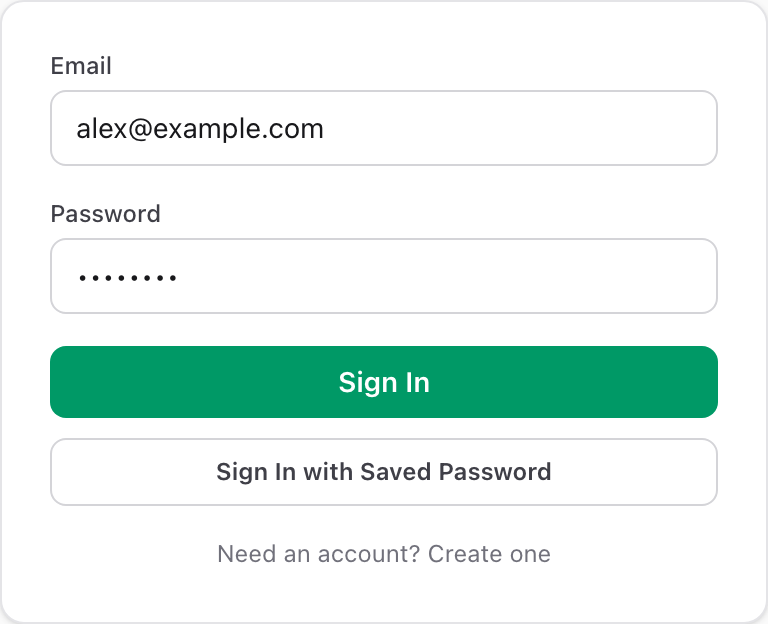 Email
alex@example.com
Password
••••••••
Sign In
Sign In with Saved Password
Need an account? Create one